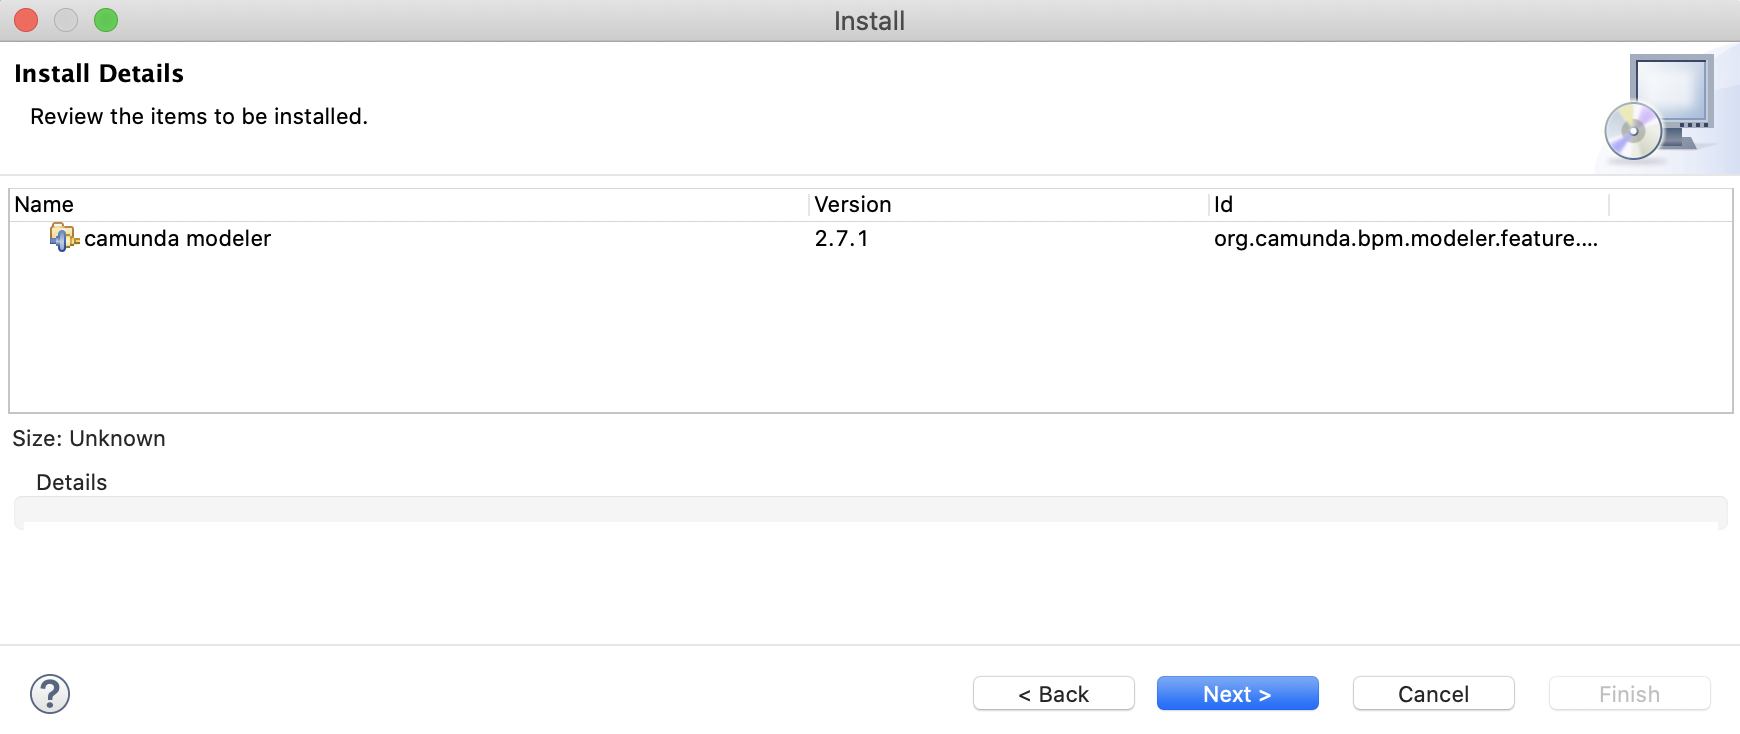 Install
Install Details
Review the items to be installed.
Name Version Id
camunda modeler 2.7.1 org.camunda.bpm.modeler.feature....
Size: Unknown
Details
? < Back Next > Cancel Finish